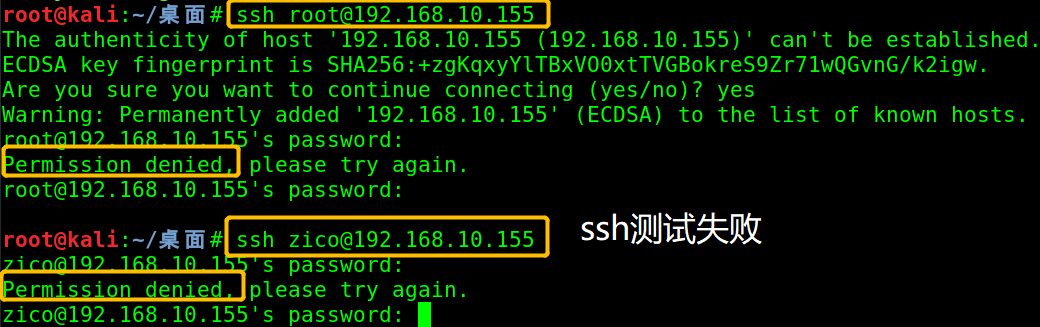 root@kali:~/桌面# ssh root@192.168.10.155
The authenticity of host '192.168.10.155 (192.168.10.155)' can't be established.
ECDSA key fingerprint is SHA256:+zgKqxyYlTBxVO0xtTVGBokreS9Zr71wQGvnG/k2igw.
Are you sure you want to continue connecting (yes/no)? yes
Warning: Permanently added '192.168.10.155' (ECDSA) to the list of known hosts.
root@192.168.10.155's password:
Permission denied, please try again.
root@192.168.10.155's password:
root@kali:~/桌面# ssh zico@192.168.10.155
ssh测试失败
zico@192.168.10.155's password:
Permission denied, please try again.
zico@192.168.10.155's password: